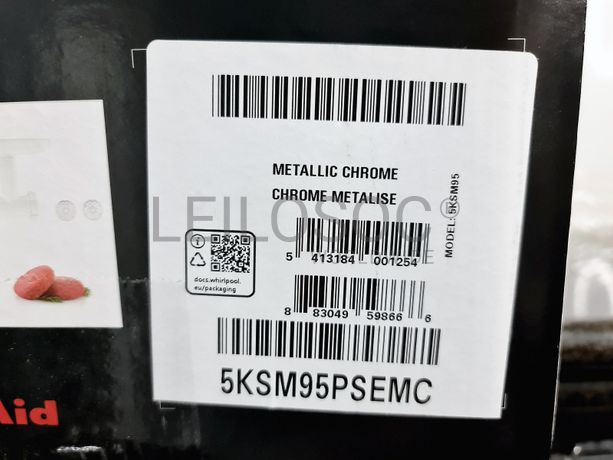 METALLIC CHROME
CHROME METALISE
MODEL: 5KSM95
LEILOSOC®
5 413184 001254
docs.whirlpool.
eu/packaging
8 83049 59866 6
5KSM95PSEMC
Aid